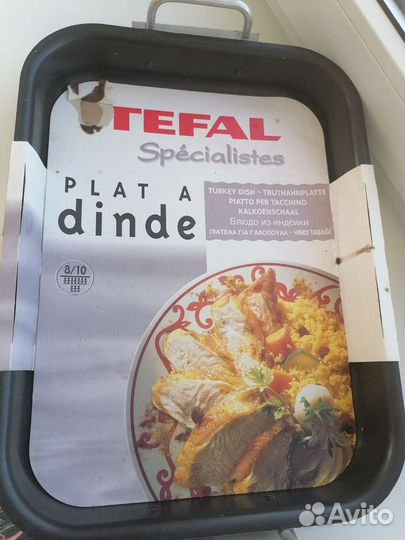 TEFAL
Spécialistes
PLAT A
dinde
TURKEY DISH - TRUTHAHNPLATTE
PIATTO PER TACCHINO
KALKOENSCHAAL
Блюдо из индейки
ΠΙΑΤΕΛΑ ΓΙΑ ΓΑΛΟΠΟΥΛΑ - HINDI TABAĞI
8/10
Avito